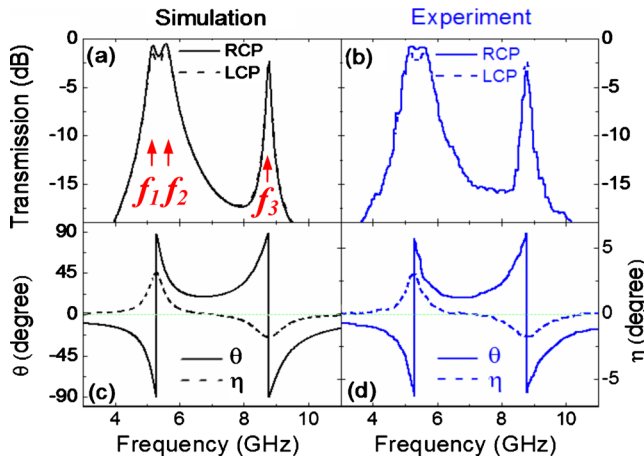 Simulation
Experiment
(a)
RCP
LCP
(b)
RCP
LCP
Transmission (dB)
0
-5
-10
-15
f1
f2
f3
0
-5
-10
-15
θ (degree)
90
45
0
-45
-90
(c)
θ
η
(d)
θ
η
5
0
-5
η (degree)
4
6
8
10
4
6
8
10
Frequency (GHz)
Frequency (GHz)